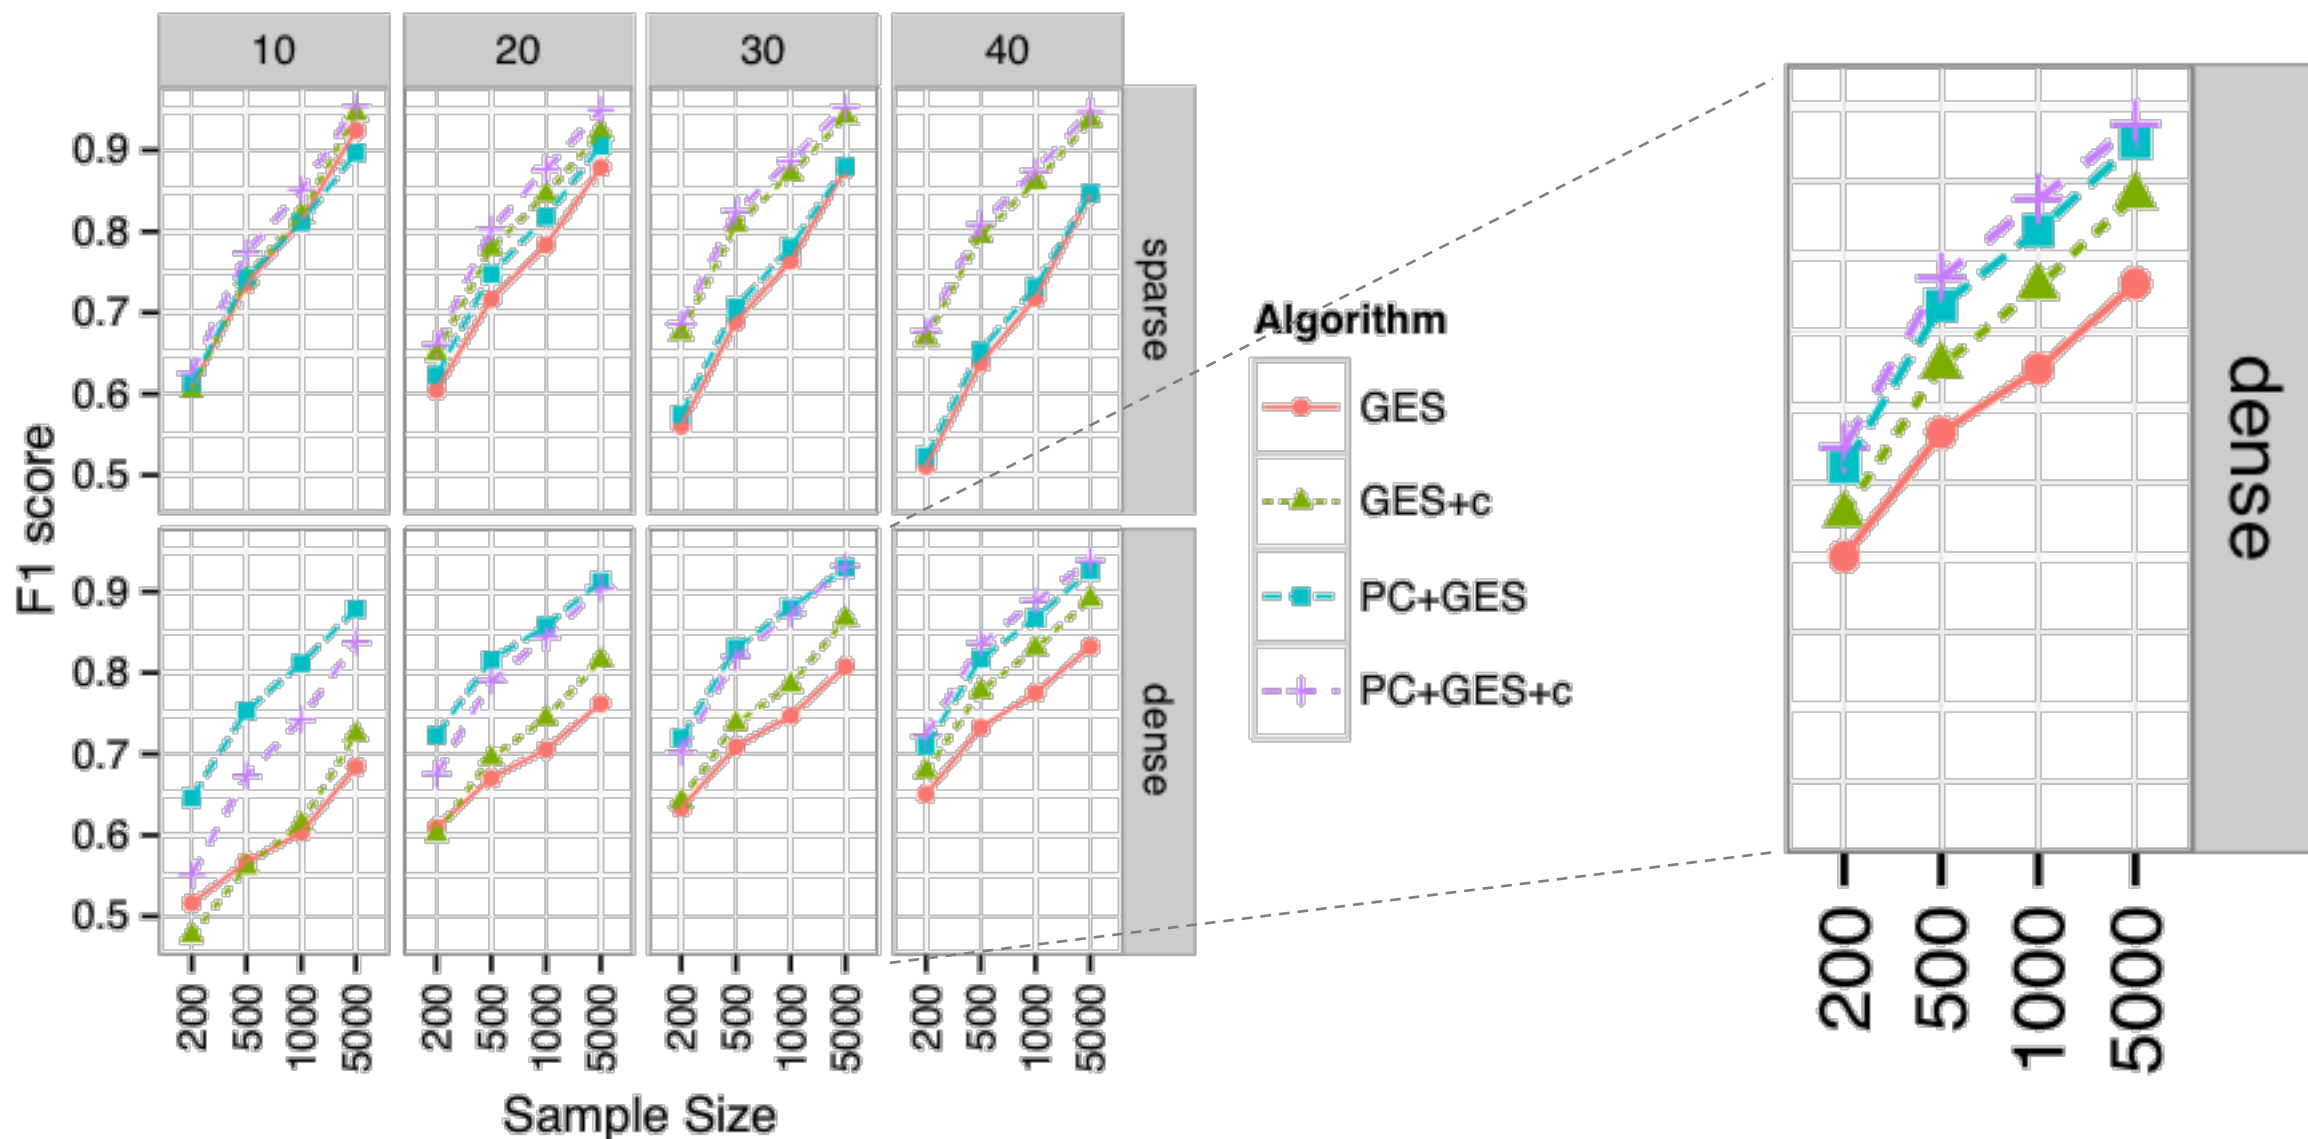 10 20 30 40
0.9
0.8
0.7
0.6
0.5
sparse
F1 score
0.9
0.8
0.7
0.6
0.5
dense
200 500 1000 5000 200 500 1000 5000 200 500 1000 5000 200 500 1000 5000
Sample Size
Algorithm
GES
GES+c
PC+GES
PC+GES+c
dense
200 500 1000 5000